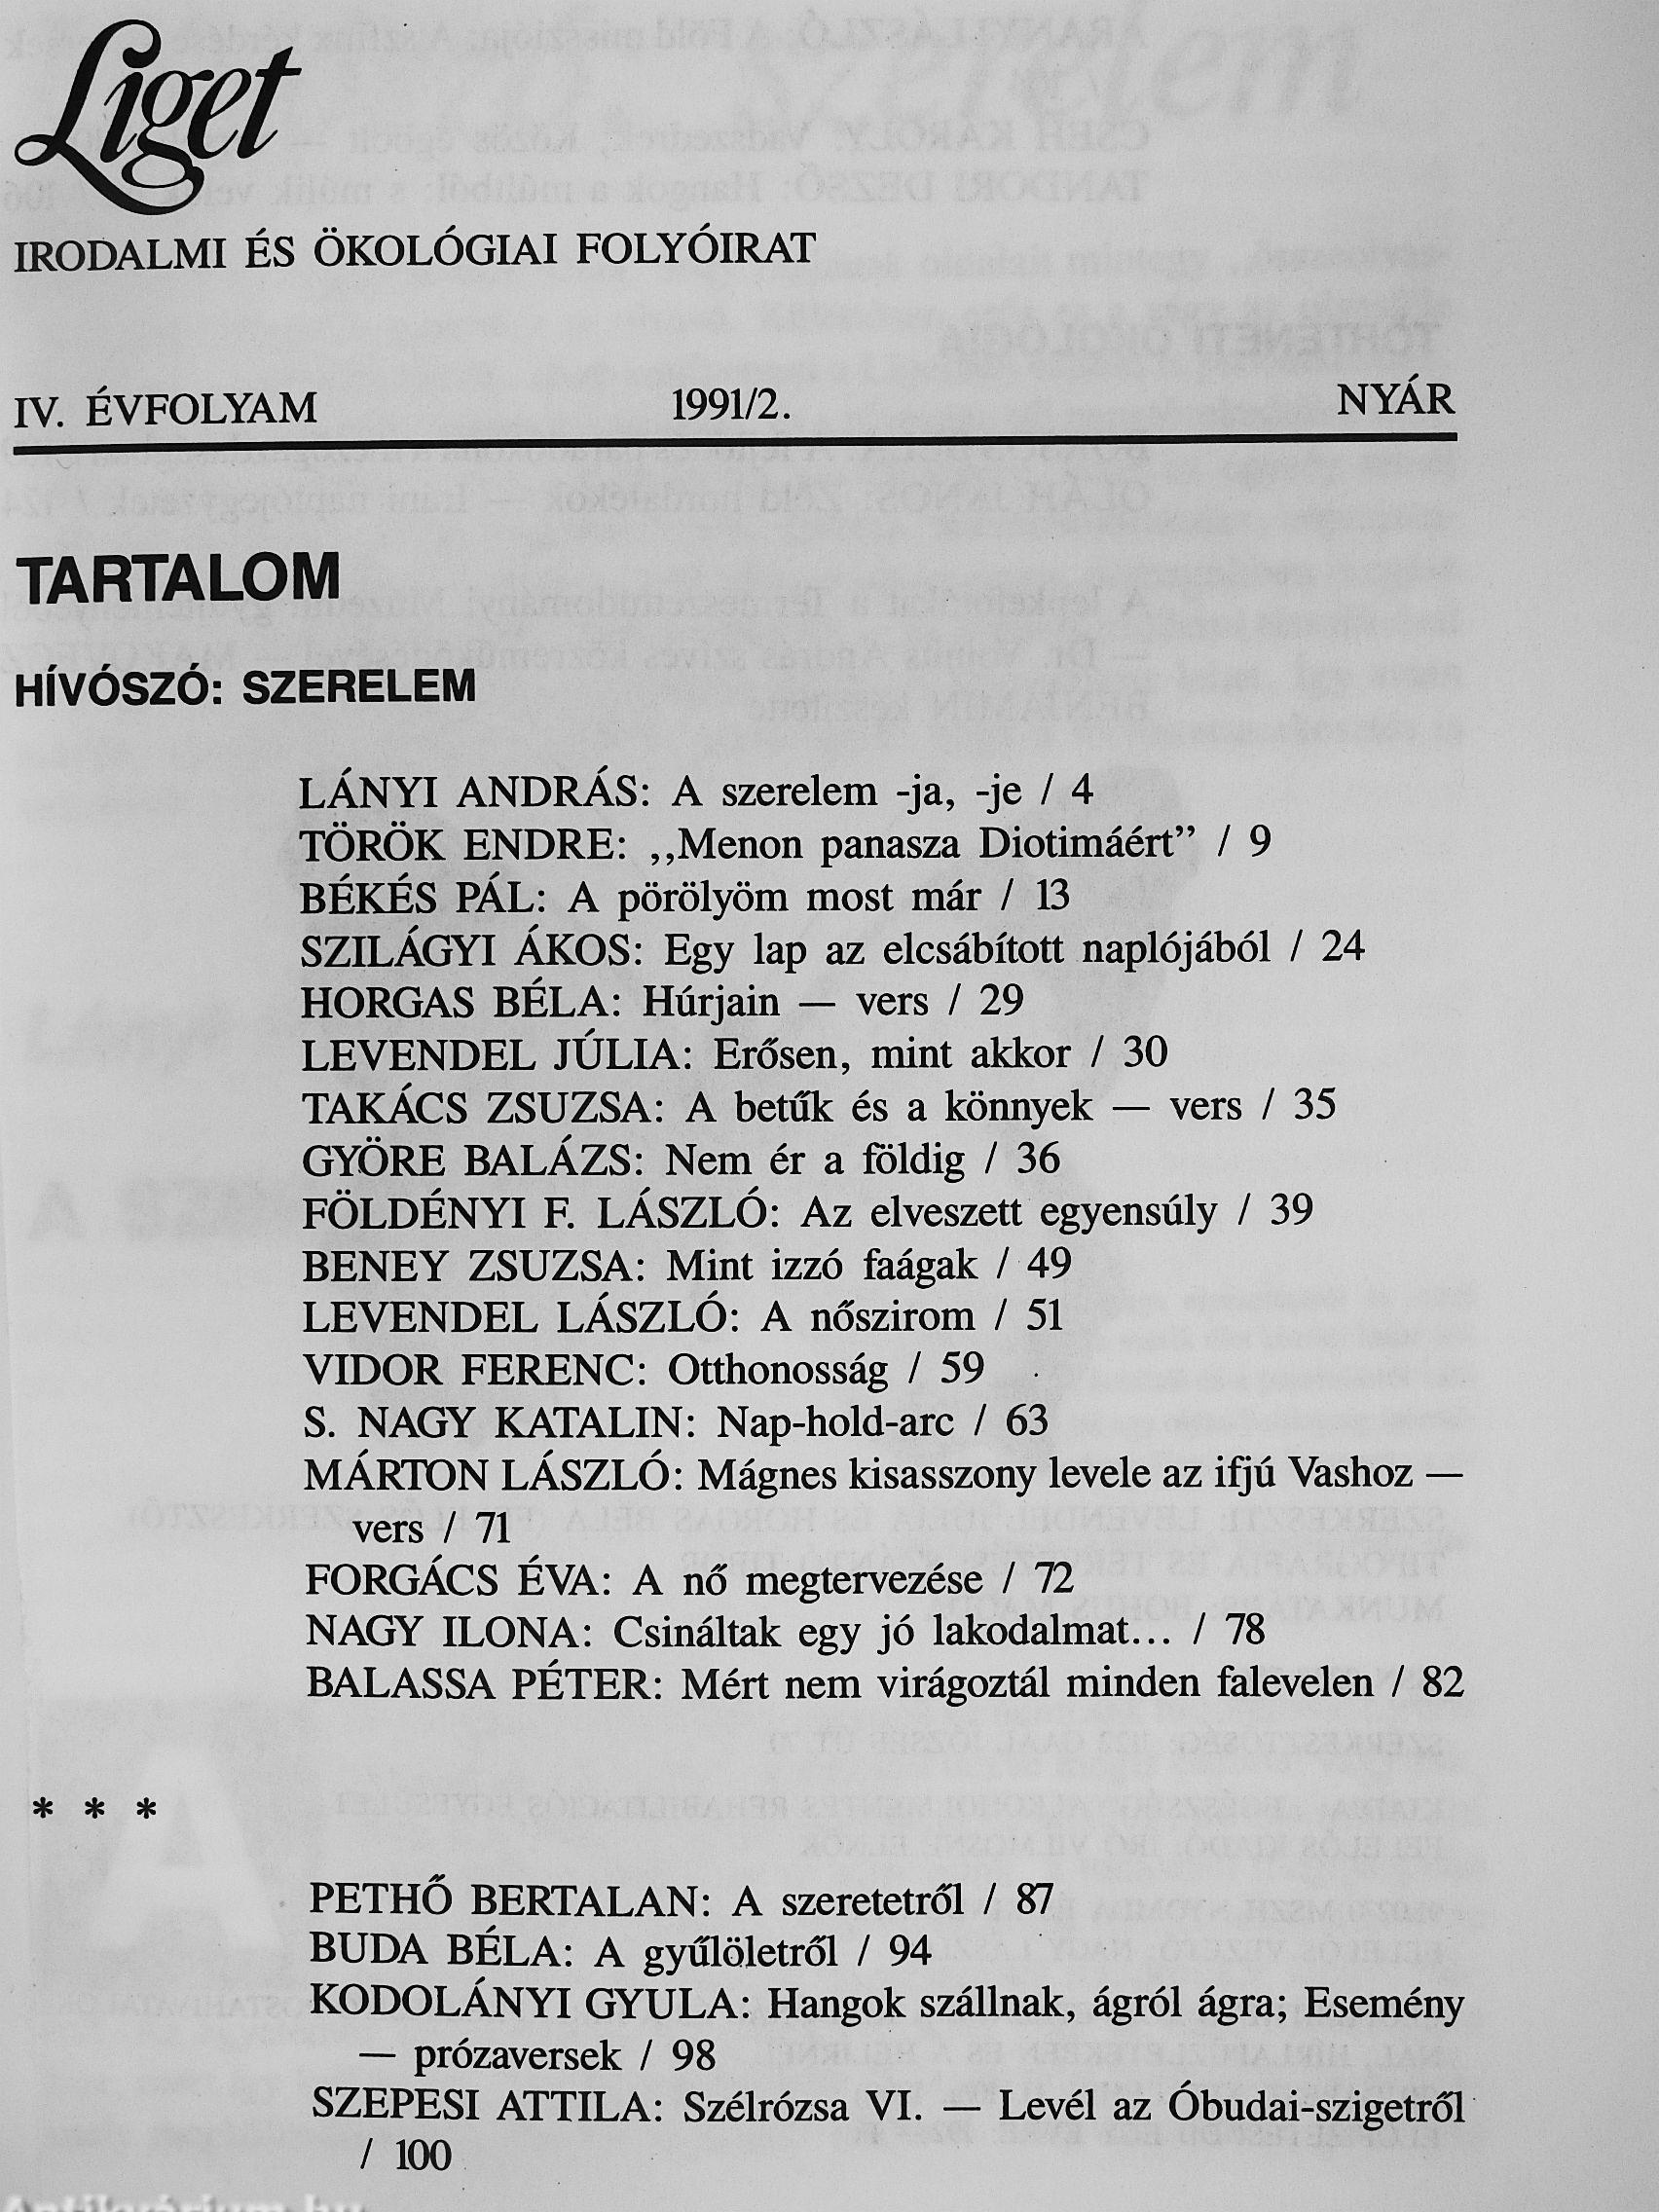 Liget
IRODALMI ÉS ÖKOLÓGIAI FOLYÓIRAT
IV. ÉVFOLYAM 1991/2. NYÁR
TARTALOM
HÍVÓSZÓ: SZERELEM
LÁNYI ANDRÁS: A szerelem -ja, -je / 4
TÖRÖK ENDRE: ,,Menon panasza Diotimáért” / 9
BÉKÉS PÁL: A pörölyöm most már / 13
SZILÁGYI ÁKOS: Egy lap az elcsábított naplójából / 24
HORGAS BÉLA: Húrjain — vers / 29
LEVENDEL JÚLIA: Erősen, mint akkor / 30
TAKÁCS ZSUZSA: A betűk és a könnyek — vers / 35
GYÖRE BALÁZS: Nem ér a földig / 36
FÖLDÉNYI F. LÁSZLÓ: Az elveszett egyensúly / 39
BENEY ZSUZSA: Mint izzó faágak / 49
LEVENDEL LÁSZLÓ: A nőszirom / 51
VIDOR FERENC: Otthonosság / 59
S. NAGY KATALIN: Nap-hold-arc / 63
MÁRTON LÁSZLÓ: Mágnes kisasszony levele az ifjú Vashoz —
vers / 71
FORGÁCS ÉVA: A nő megtervezése / 72
NAGY ILONA: Csináltak egy jó lakodalmat... / 78
BALASSA PÉTER: Mért nem virágoztál minden falevelen / 82
* * *
PETHŐ BERTALAN: A szeretetről / 87
BUDA BÉLA: A gyűlöletről / 94
KODOLÁNYI GYULA: Hangok szállnak, ágról ágra; Esemény
— prózaversek / 98
SZEPESI ATTILA: Szélrózsa VI. — Levél az Óbudai-szigetről
/ 100